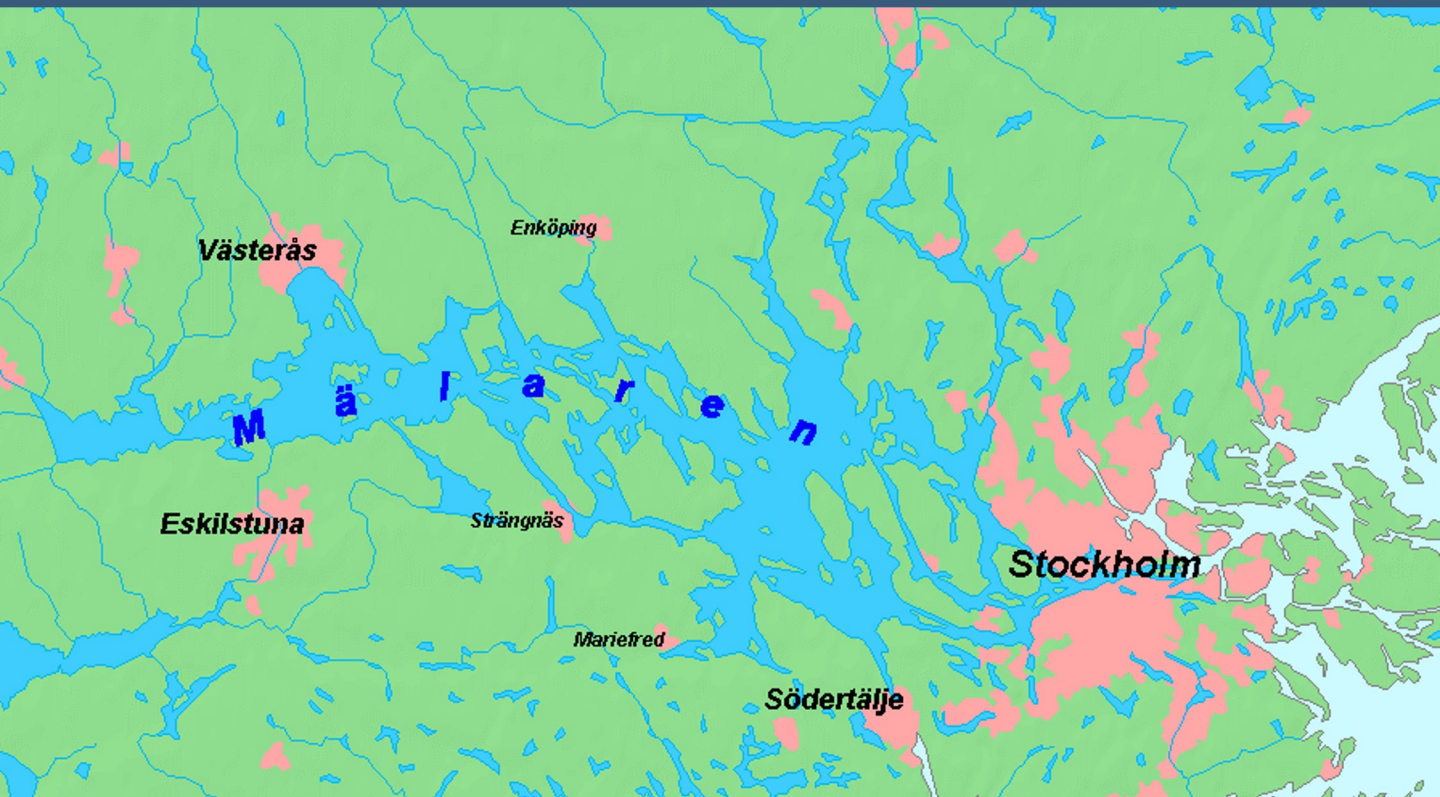 Enköping
Västerås
Mälaren
Strängnäs
Eskilstuna
Stockholm
Mariefred
Södertälje